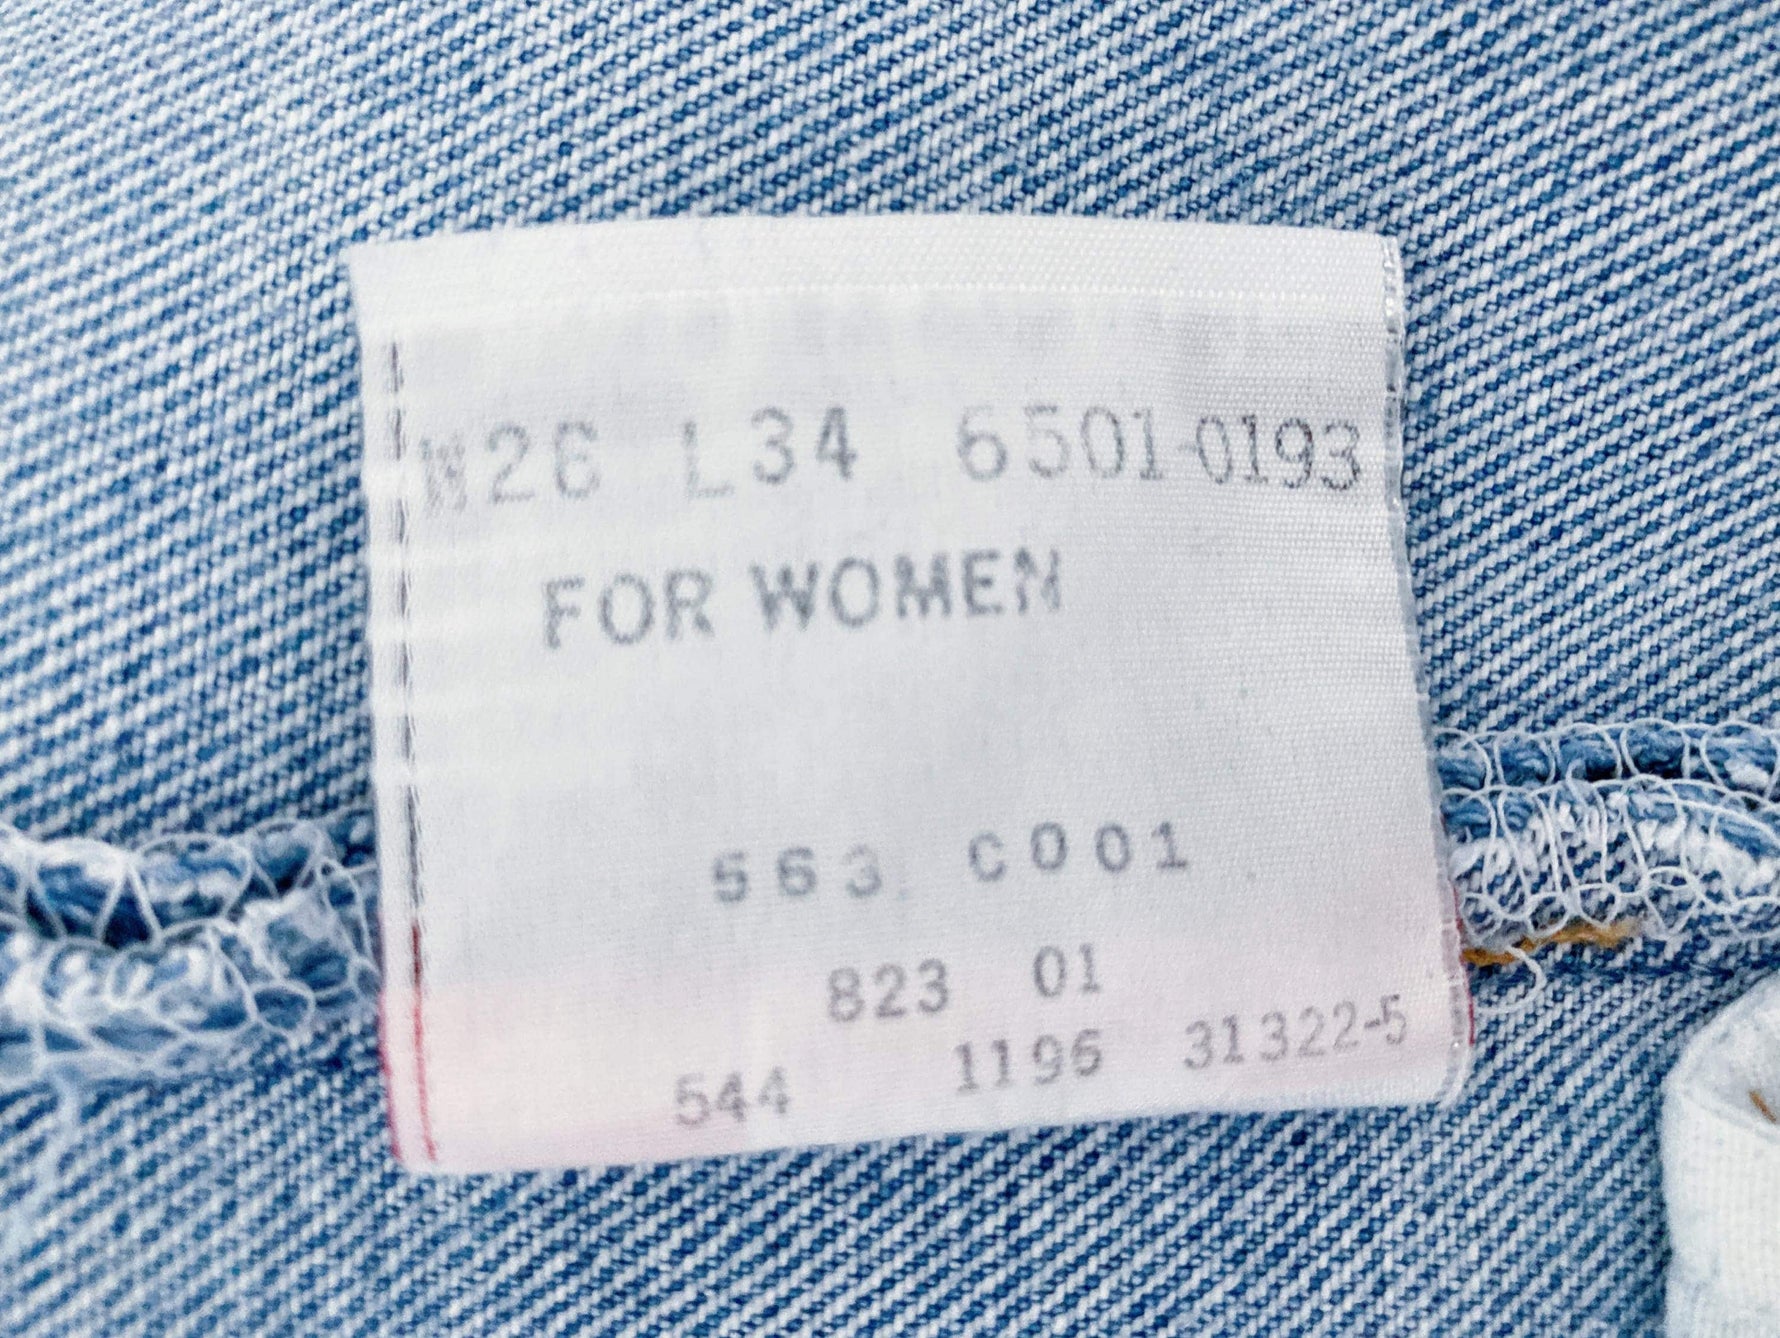 W26 L34 6501-0193
FOR WOMEN
563 C001
823 01
544 1196 31322-5